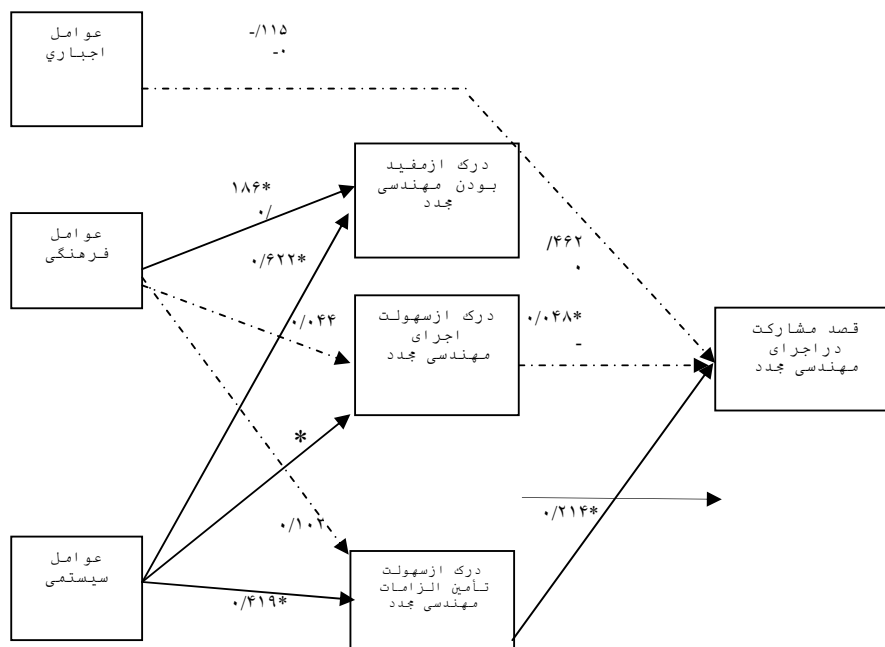 عوامل
اجباري
-/۱۱۵
-۰
درک ازمفید
بودن مهندسی
مجدد
۱۸۶*
۰/
عوامل
فرهنگی
۰/۶۲۲*
/۴۶۲
۰
۰/۰۴۴
درک ازسهولت
اجرای
مهندسی مجدد
۰/۰۴۸*
-
قصد مشارکت
دراجرای
مهندسی مجدد
*
۰/۱۰۲
۰/۲۱۴*
عوامل
سیستمی
درک ازسهولت
تأمین الزامات
مهندسی مجدد
۰/۴۱۹*